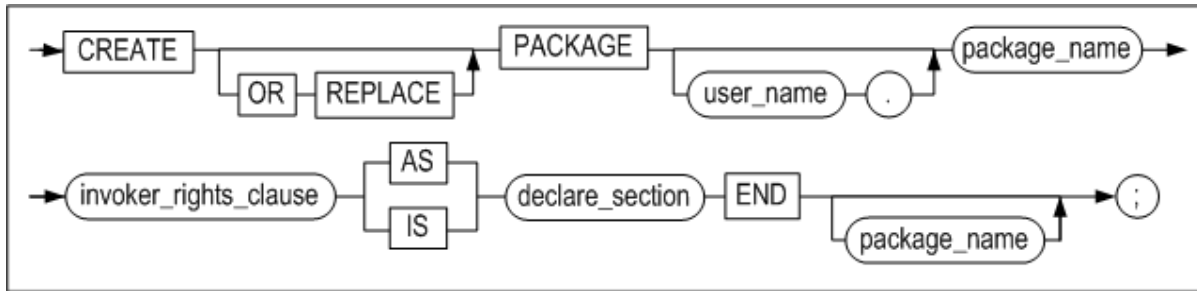 CREATE PACKAGE package_name
OR REPLACE user_name .
invoker_rights_clause AS declare_section END ;
IS package_name